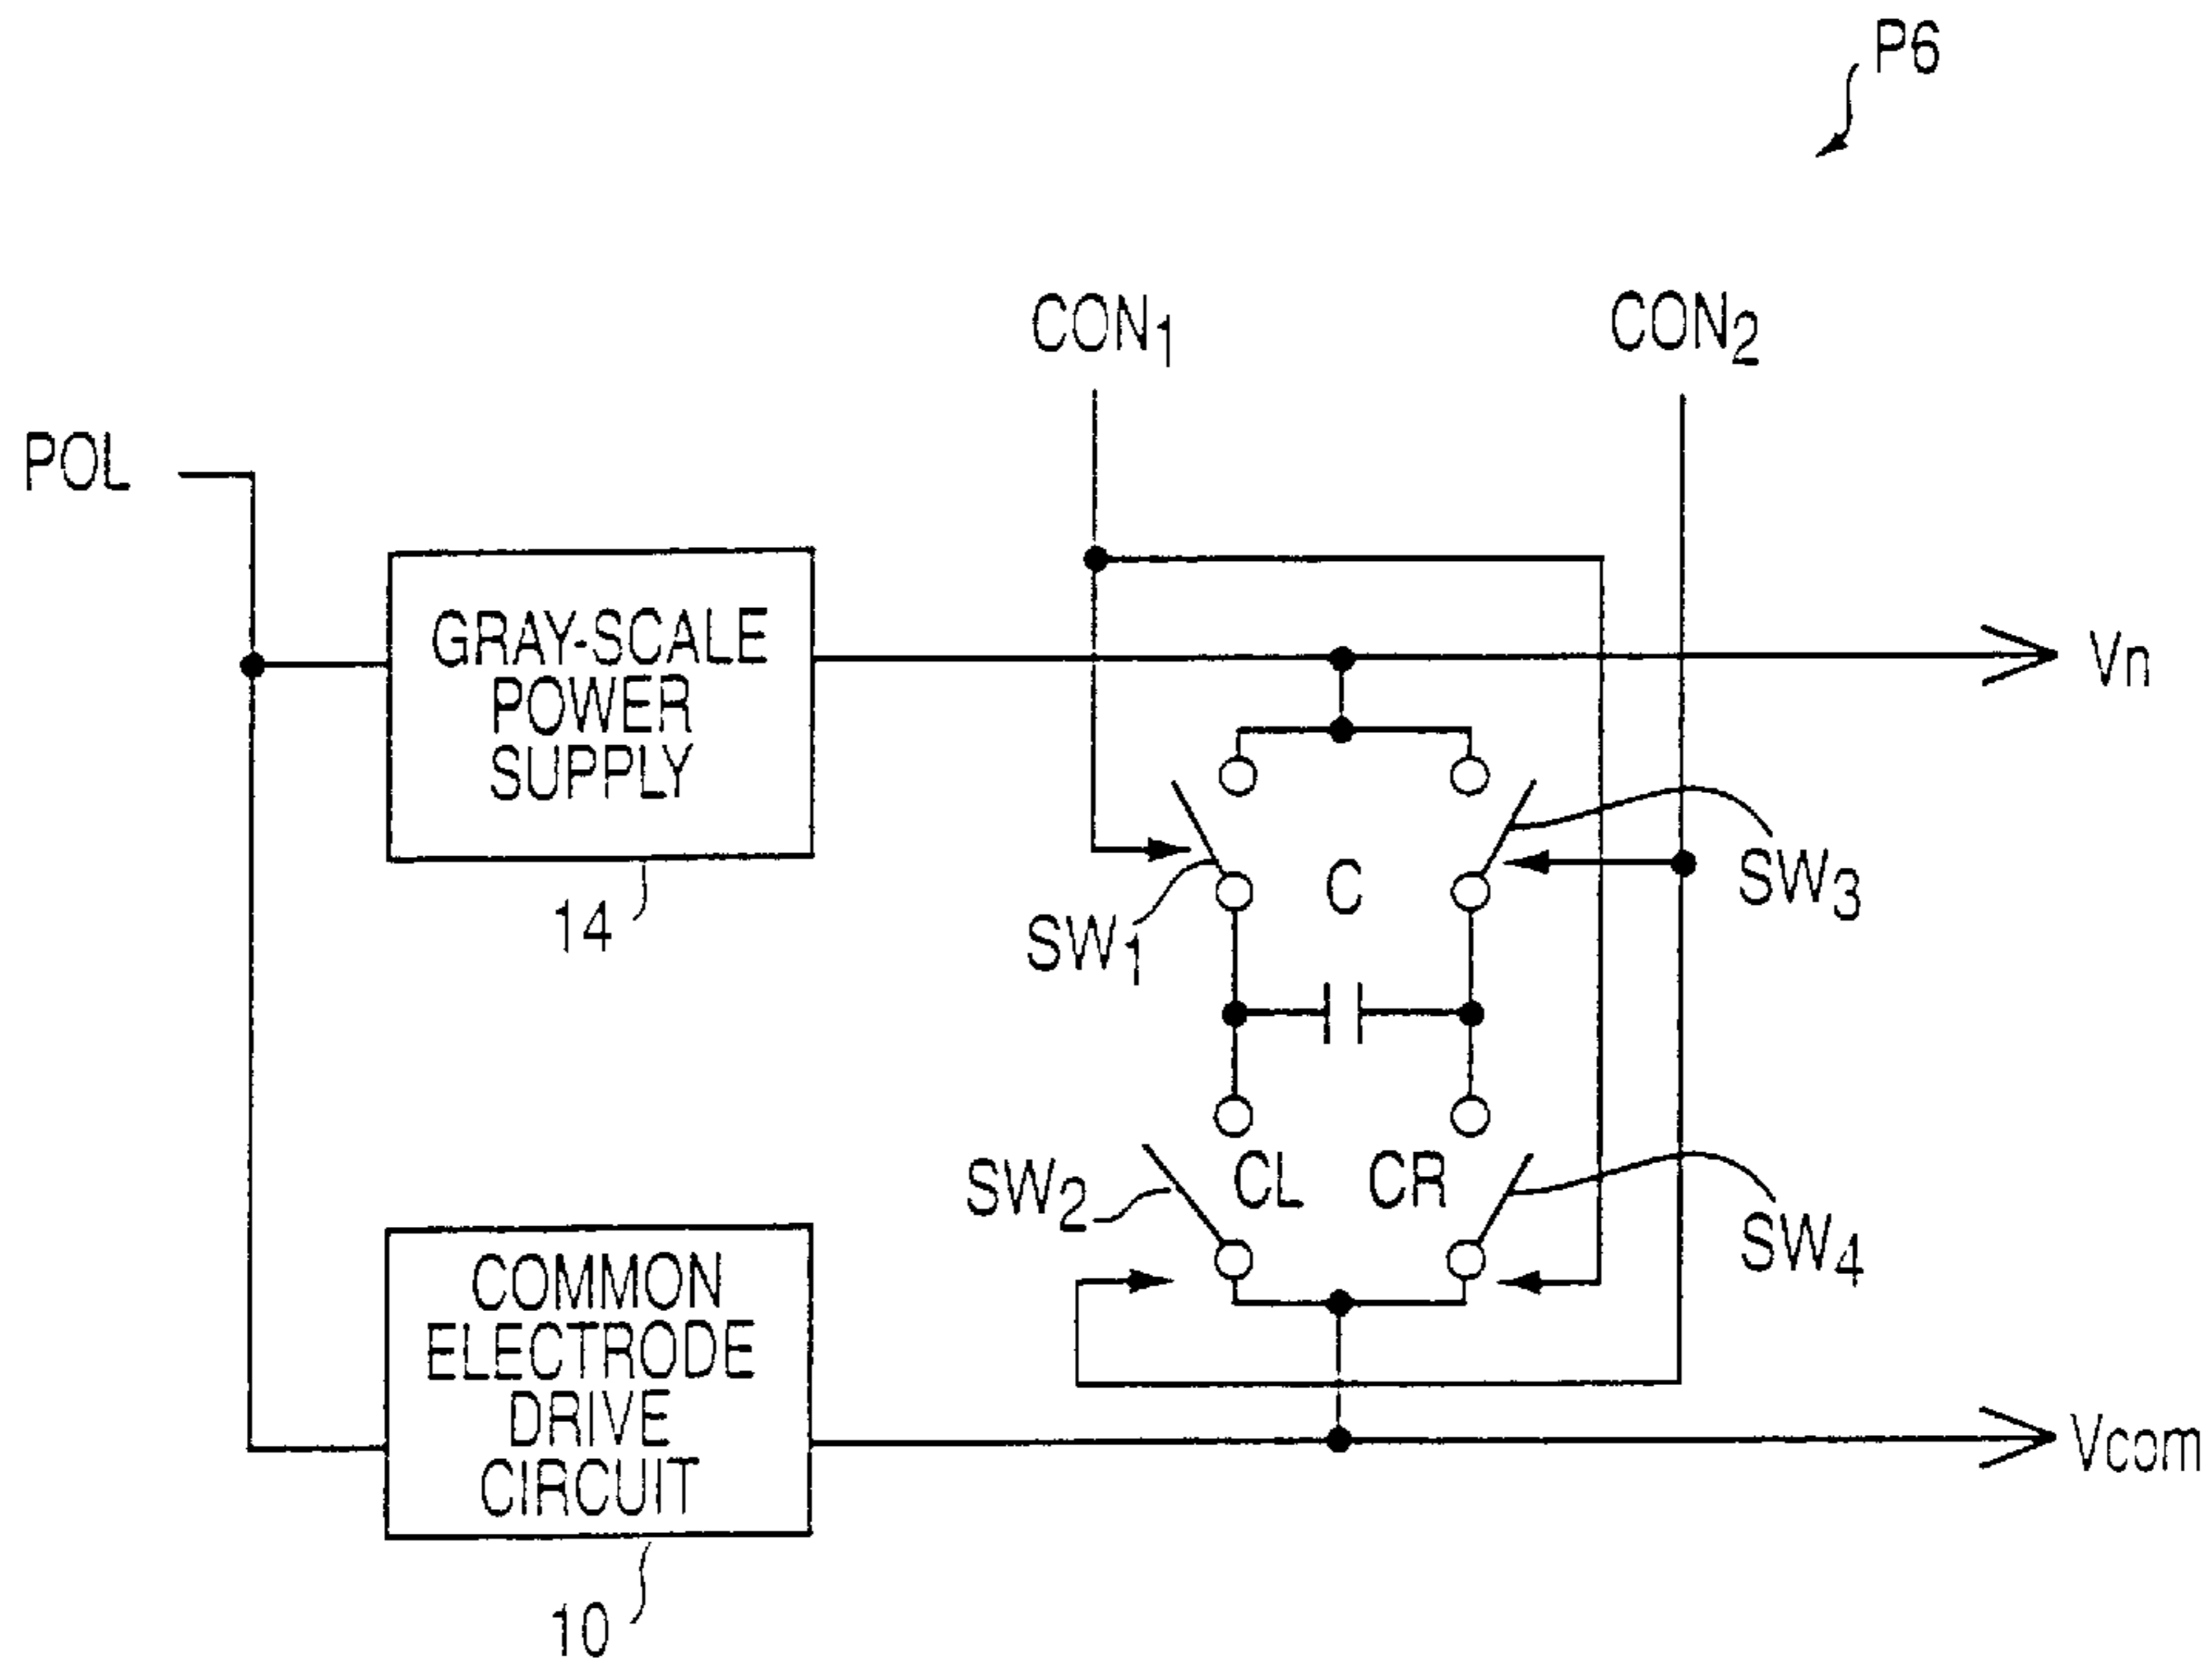 P6
CON1
CON2
POL
GRAY-SCALE
POWER
SUPPLY
Vn
14
SW1
C
SW3
SW2
CL
CR
SW4
COMMON
ELECTRODE
DRIVE
CIRCUIT
Vcom
10